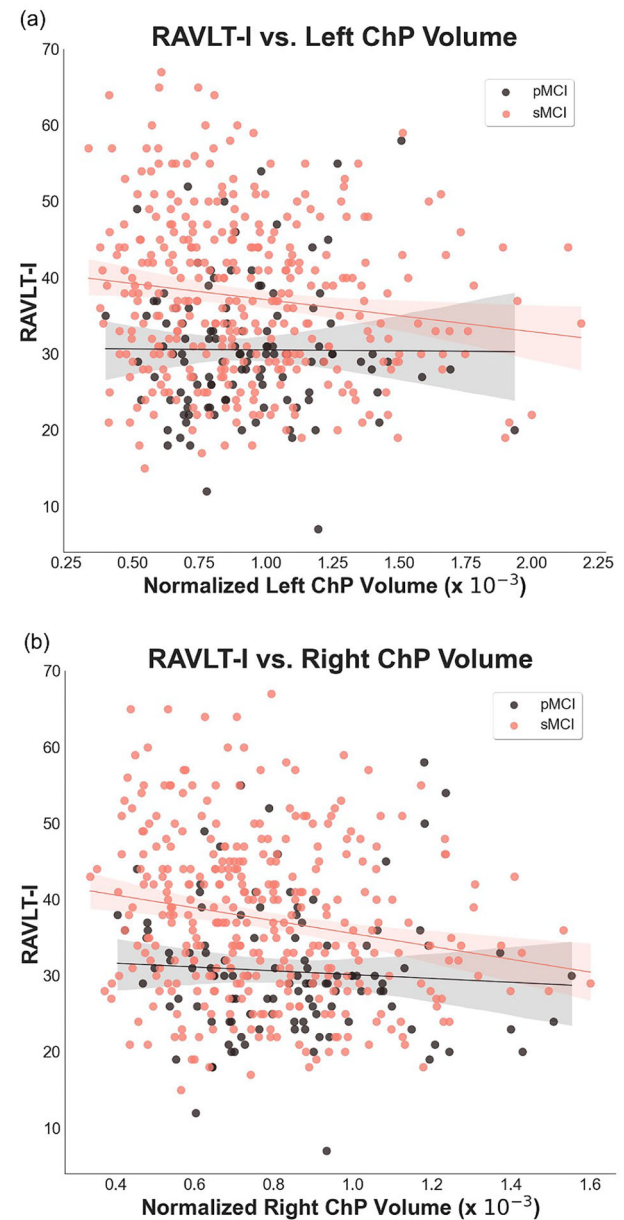 (a)
RAVLT-I vs. Left ChP Volume
70
60
50
40
30
20
10
RAVLT-I
pMCI
sMCI
0.25 0.50 0.75 1.00 1.25 1.50 1.75 2.00 2.25
Normalized Left ChP Volume (x 10⁻³)
(b)
RAVLT-I vs. Right ChP Volume
70
60
50
40
30
20
10
RAVLT-I
pMCI
sMCI
0.4 0.6 0.8 1.0 1.2 1.4 1.6
Normalized Right ChP Volume (x 10⁻³)